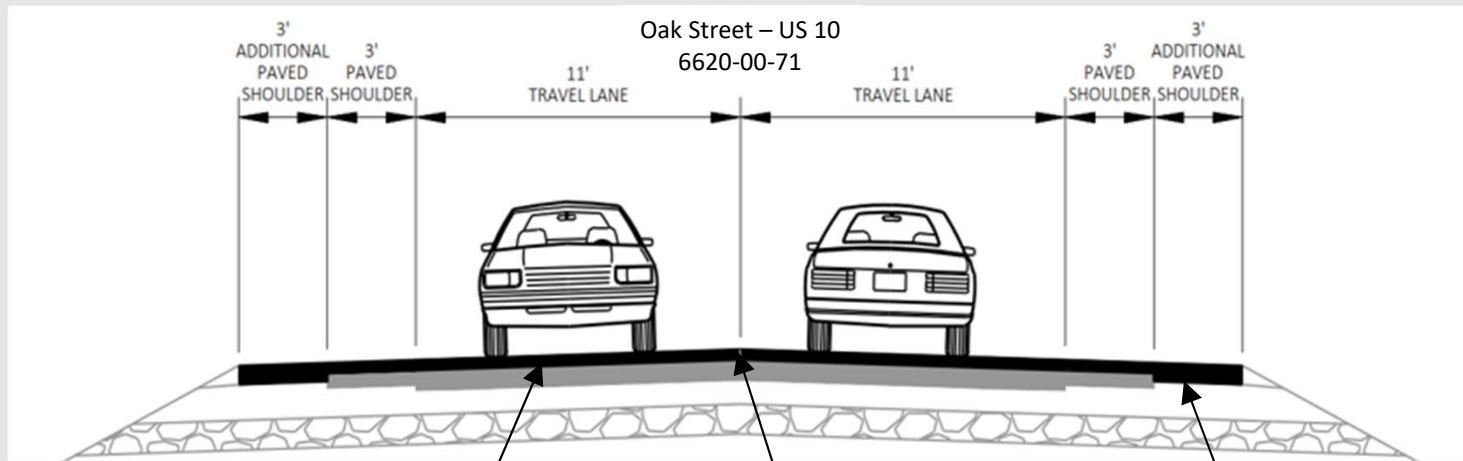 Oak Street – US 10
6620-00-71
3'
ADDITIONAL
PAVED
SHOULDER
3'
PAVED
SHOULDER
11'
TRAVEL LANE
11'
TRAVEL LANE
3'
PAVED
SHOULDER
3'
ADDITIONAL
PAVED
SHOULDER